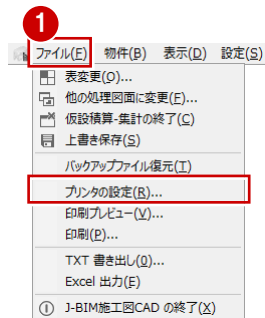 1
ファイル(F) 物件(B) 表示(D) 設定(S)
表変更(O)...
他の処理図面に変更(F)...
仮設積算-集計の終了(C)
上書き保存(S)
バックアップファイル復元(T)
プリンタの設定(R)...
印刷プレビュー(V)...
印刷(P)...
TXT 書き出し(0)...
Excel 出力(E)
J-BIM施工図CAD の終了(X)